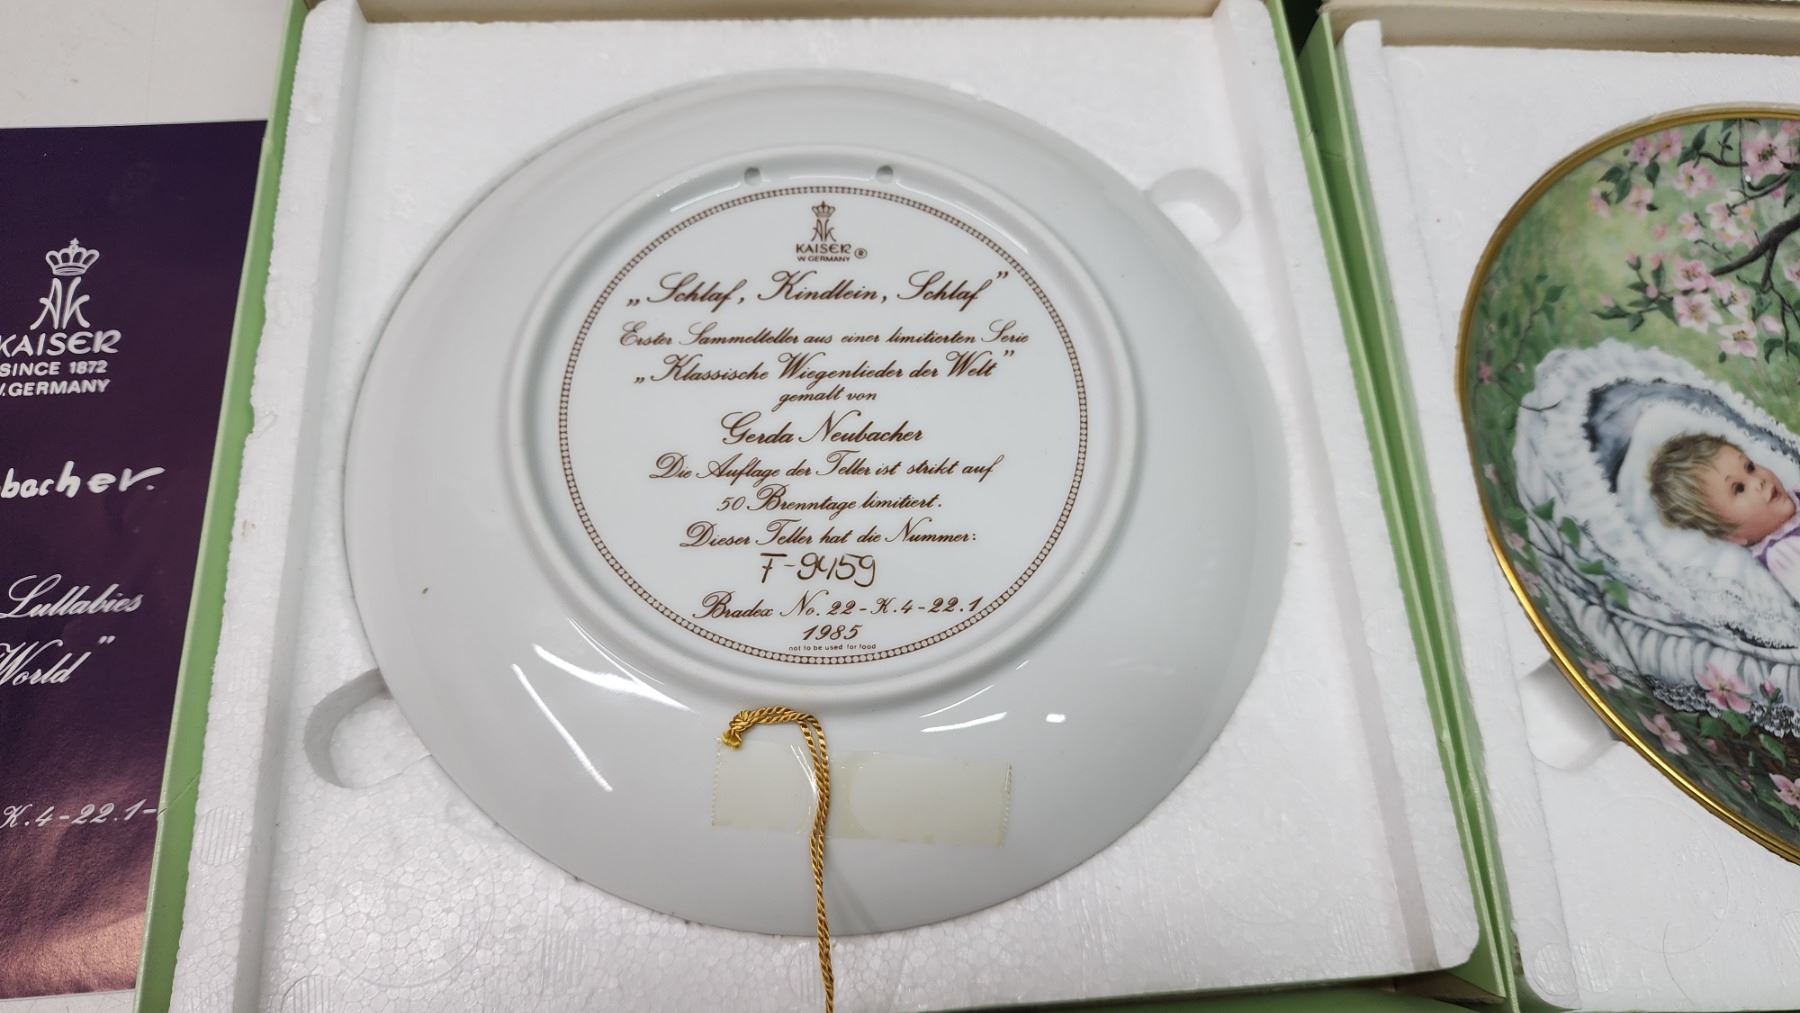 KAISER
SINCE 1872
W.GERMANY
bacher.
Lullabies
World”
K.4-22.1-
AK
KAISER ®
W. GERMANY
„Schlaf, Kindlein, Schlaf”
Erster Sammelteller aus einer limitierten Serie
„Klassische Wiegenlieder der Welt”
gemalt von
Gerda Neubacher
Die Auflage der Teller ist strikt auf
50 Brenntage limitiert.
Dieser Teller hat die Nummer:
F-9459
Bradex No. 22-K.4-22.1
1985
not to be used for food